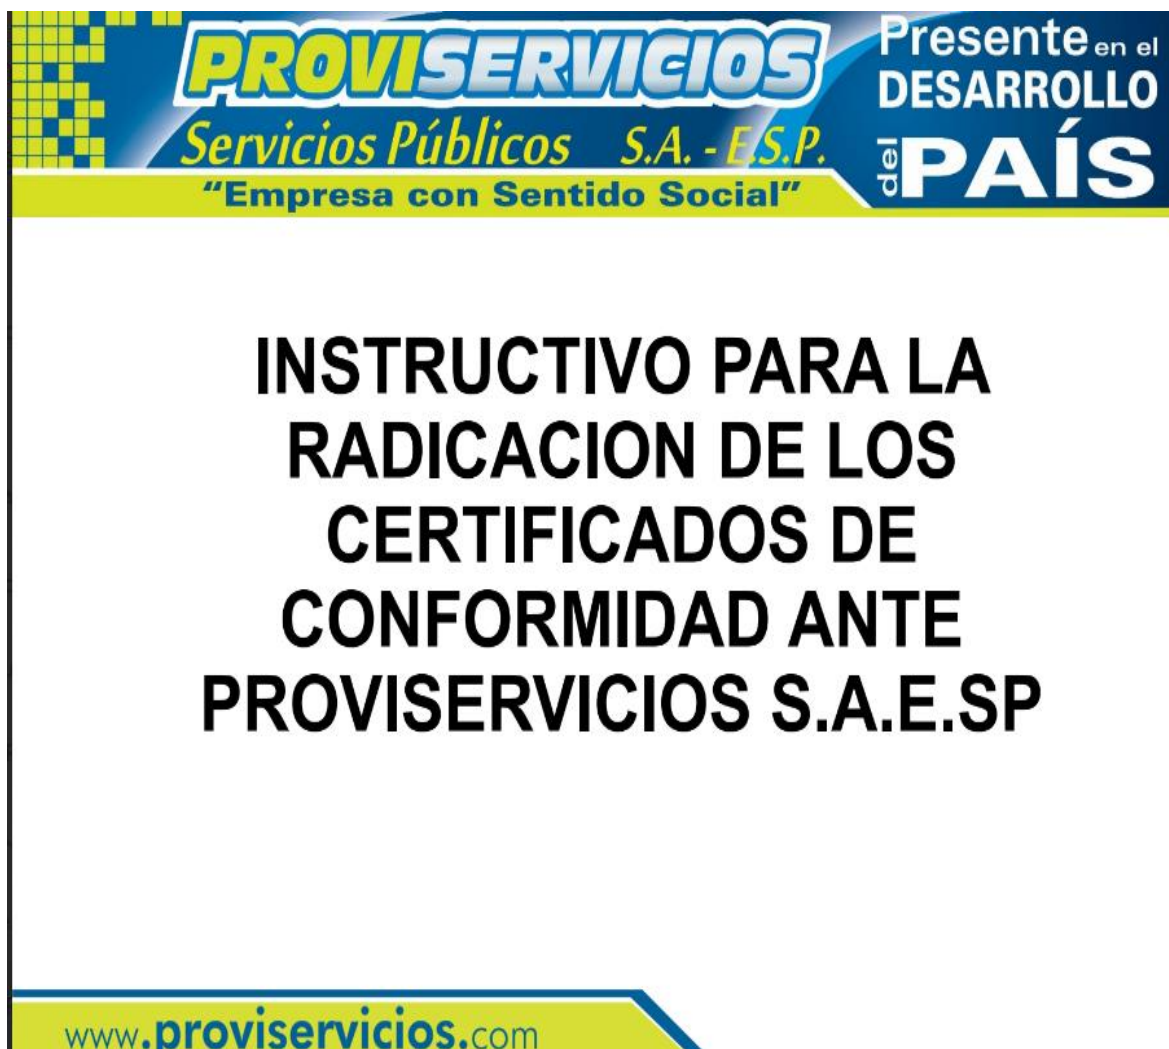 PROVISERVICIOS
Servicios Públicos S.A. - E.S.P.
"Empresa con Sentido Social"
Presente en el
DESARROLLO
del PAÍS
INSTRUCTIVO PARA LA
RADICACION DE LOS
CERTIFICADOS DE
CONFORMIDAD ANTE
PROVISERVICIOS S.A.E.SP
www.proviservicios.com